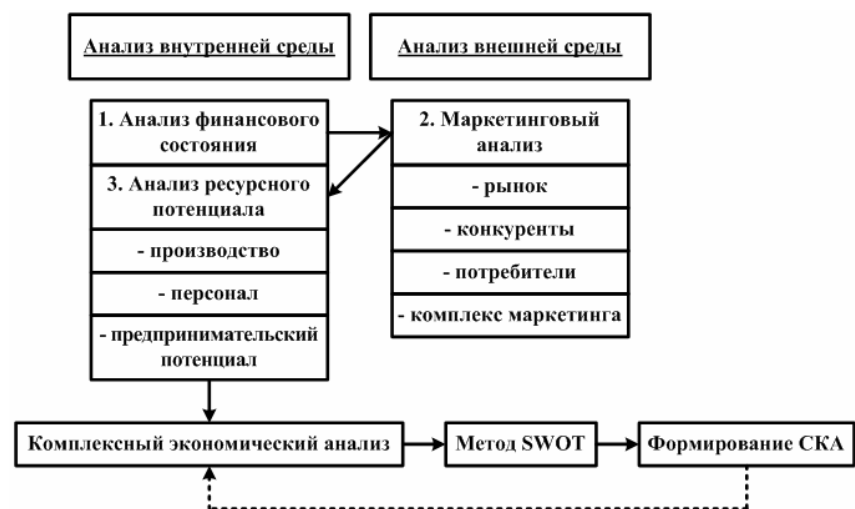 Анализ внутренней среды
Анализ внешней среды
1. Анализ финансового
состояния
3. Анализ ресурсного
потенциала
- производство
- персонал
- предпринимательский
потенциал
2. Маркетинговый
анализ
- рынок
- конкуренты
- потребители
- комплекс маркетинга
Комплексный экономический анализ
Метод SWOT
Формирование СКА